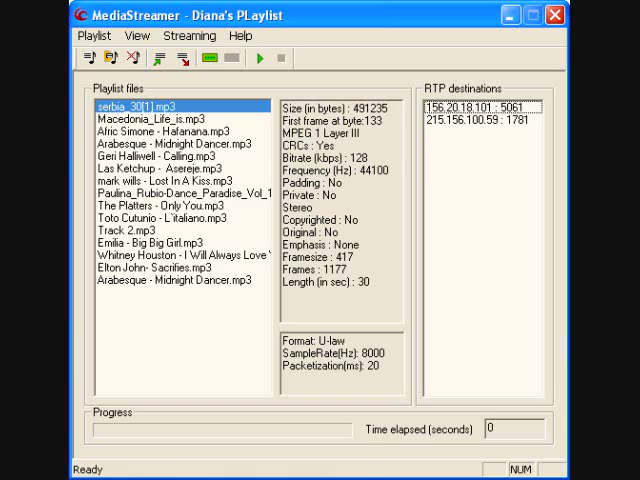 MediaStreamer - Diana's PLaylist
Playlist View Streaming Help
Playlist files
serbia_30[1].mp3
Macedonia_Life_is.mp3
Afric Simone - Hafanana.mp3
Arabesque - Midnight Dancer.mp3
Geri Halliwell - Calling.mp3
Las Ketchup - Asereje.mp3
mark wills - Lost In A Kiss.mp3
Paulina_Rubio-Dance_Paradise_Vol_1
The Platters - Only You.mp3
Toto Cutunio - L'italiano.mp3
Track 2.mp3
Emilia - Big Big Girl.mp3
Whitney Houston - I Will Always Love Y
Elton John- Sacrifies.mp3
Arabesque - Midnight Dancer.mp3
Size (in bytes) : 491235
First frame at byte:133
MPEG 1 Layer III
CRCs : Yes
Bitrate (kbps) : 128
Frequency (Hz) : 44100
Padding : No
Private : No
Stereo
Copyrighted : No
Original : No
Emphasis : None
Framesize : 417
Frames : 1177
Length (in sec) : 30
Format: U-law
SampleRate(Hz): 8000
Packetization(ms): 20
RTP destinations
156.20.18.101 : 5061
215.156.100.59 : 1781
Progress
Time elapsed (seconds) 0
Ready
NUM